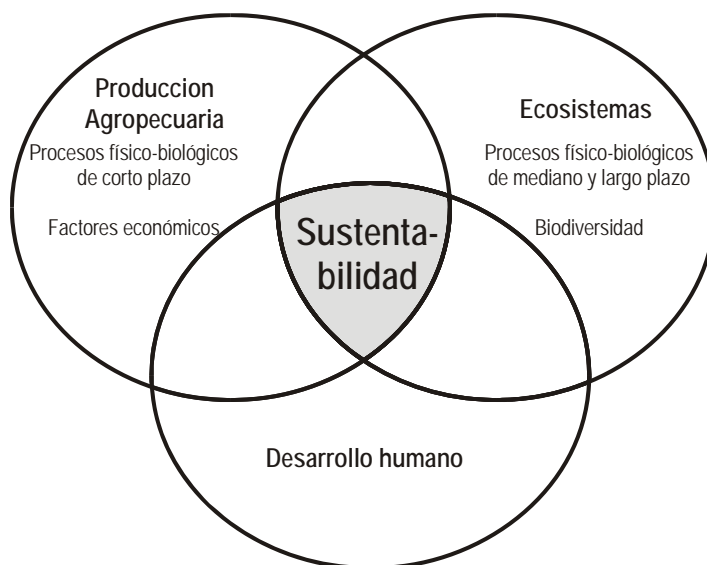 Produccion
Agropecuaria
Procesos físico-biológicos
de corto plazo
Factores económicos
Ecosistemas
Procesos físico-biológicos
de mediano y largo plazo
Biodiversidad
Sustenta-
bilidad
Desarrollo humano